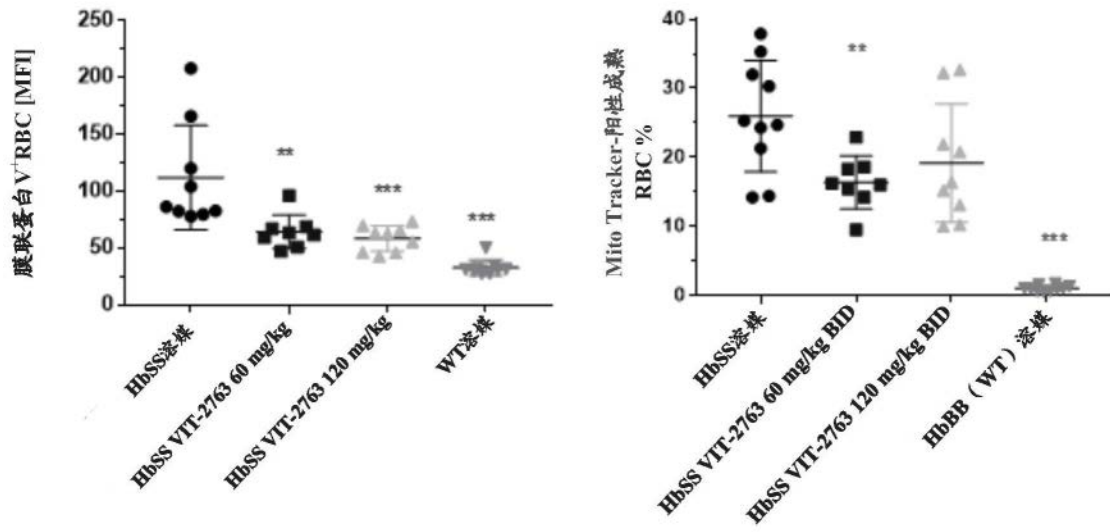 膜联蛋白 V⁺RBC [MFI]
250
200
150
100
50
0
**
***
***
HbSS溶媒
HbSS VIT-2763 60 mg/kg
HbSS VIT-2763 120 mg/kg
WT溶媒
Mito Tracker-阳性成熟
RBC %
40
30
20
10
0
**
***
HbSS溶媒
HbSS VIT-2763 60 mg/kg BID
HbSS VIT-2763 120 mg/kg BID
HbBB（WT）溶媒